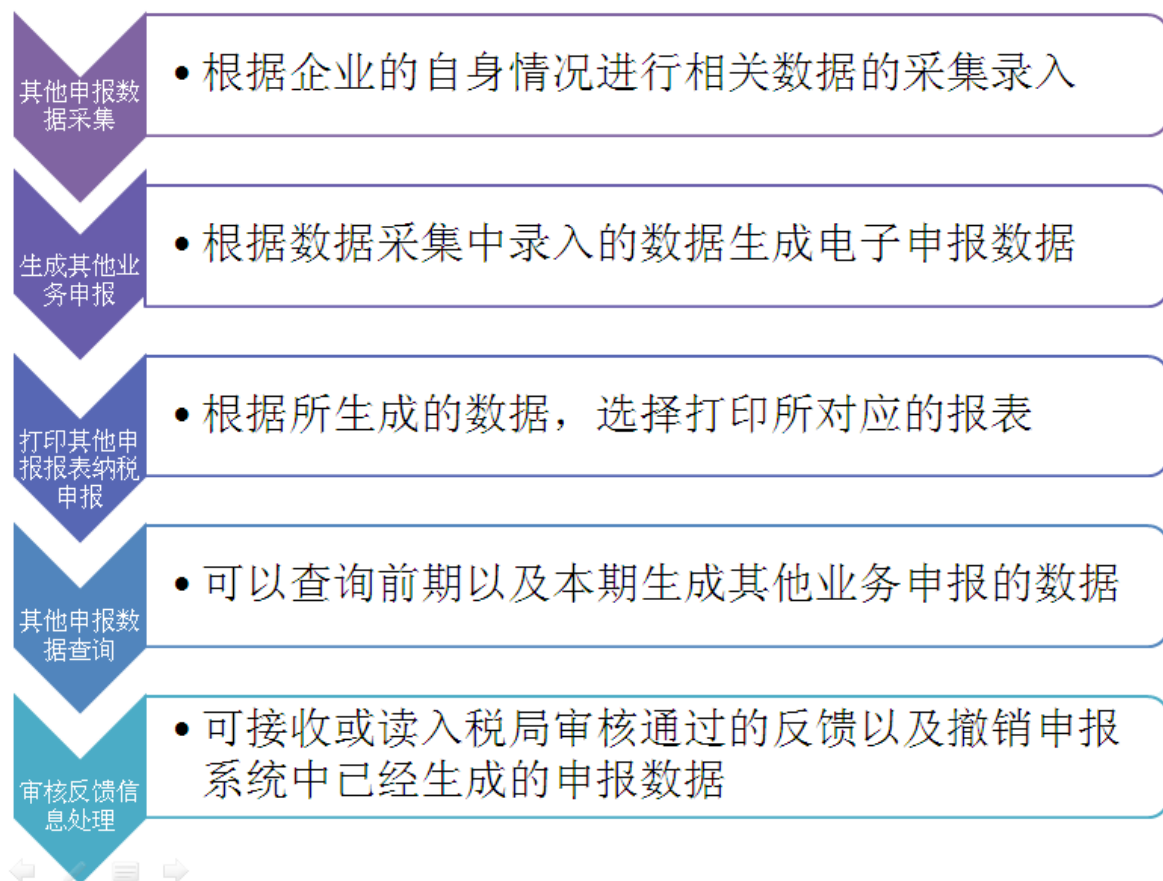 其他申报数
据采集
• 根据企业的自身情况进行相关数据的采集录入
生成其他业
务申报
• 根据数据采集中录入的数据生成电子申报数据
打印其他申
报报表纳税
申报
• 根据所生成的数据，选择打印所对应的报表
其他申报数
据查询
• 可以查询前期以及本期生成其他业务申报的数据
审核反馈信
息处理
• 可接收或读入税局审核通过的反馈以及撤销申报
系统中已经生成的申报数据